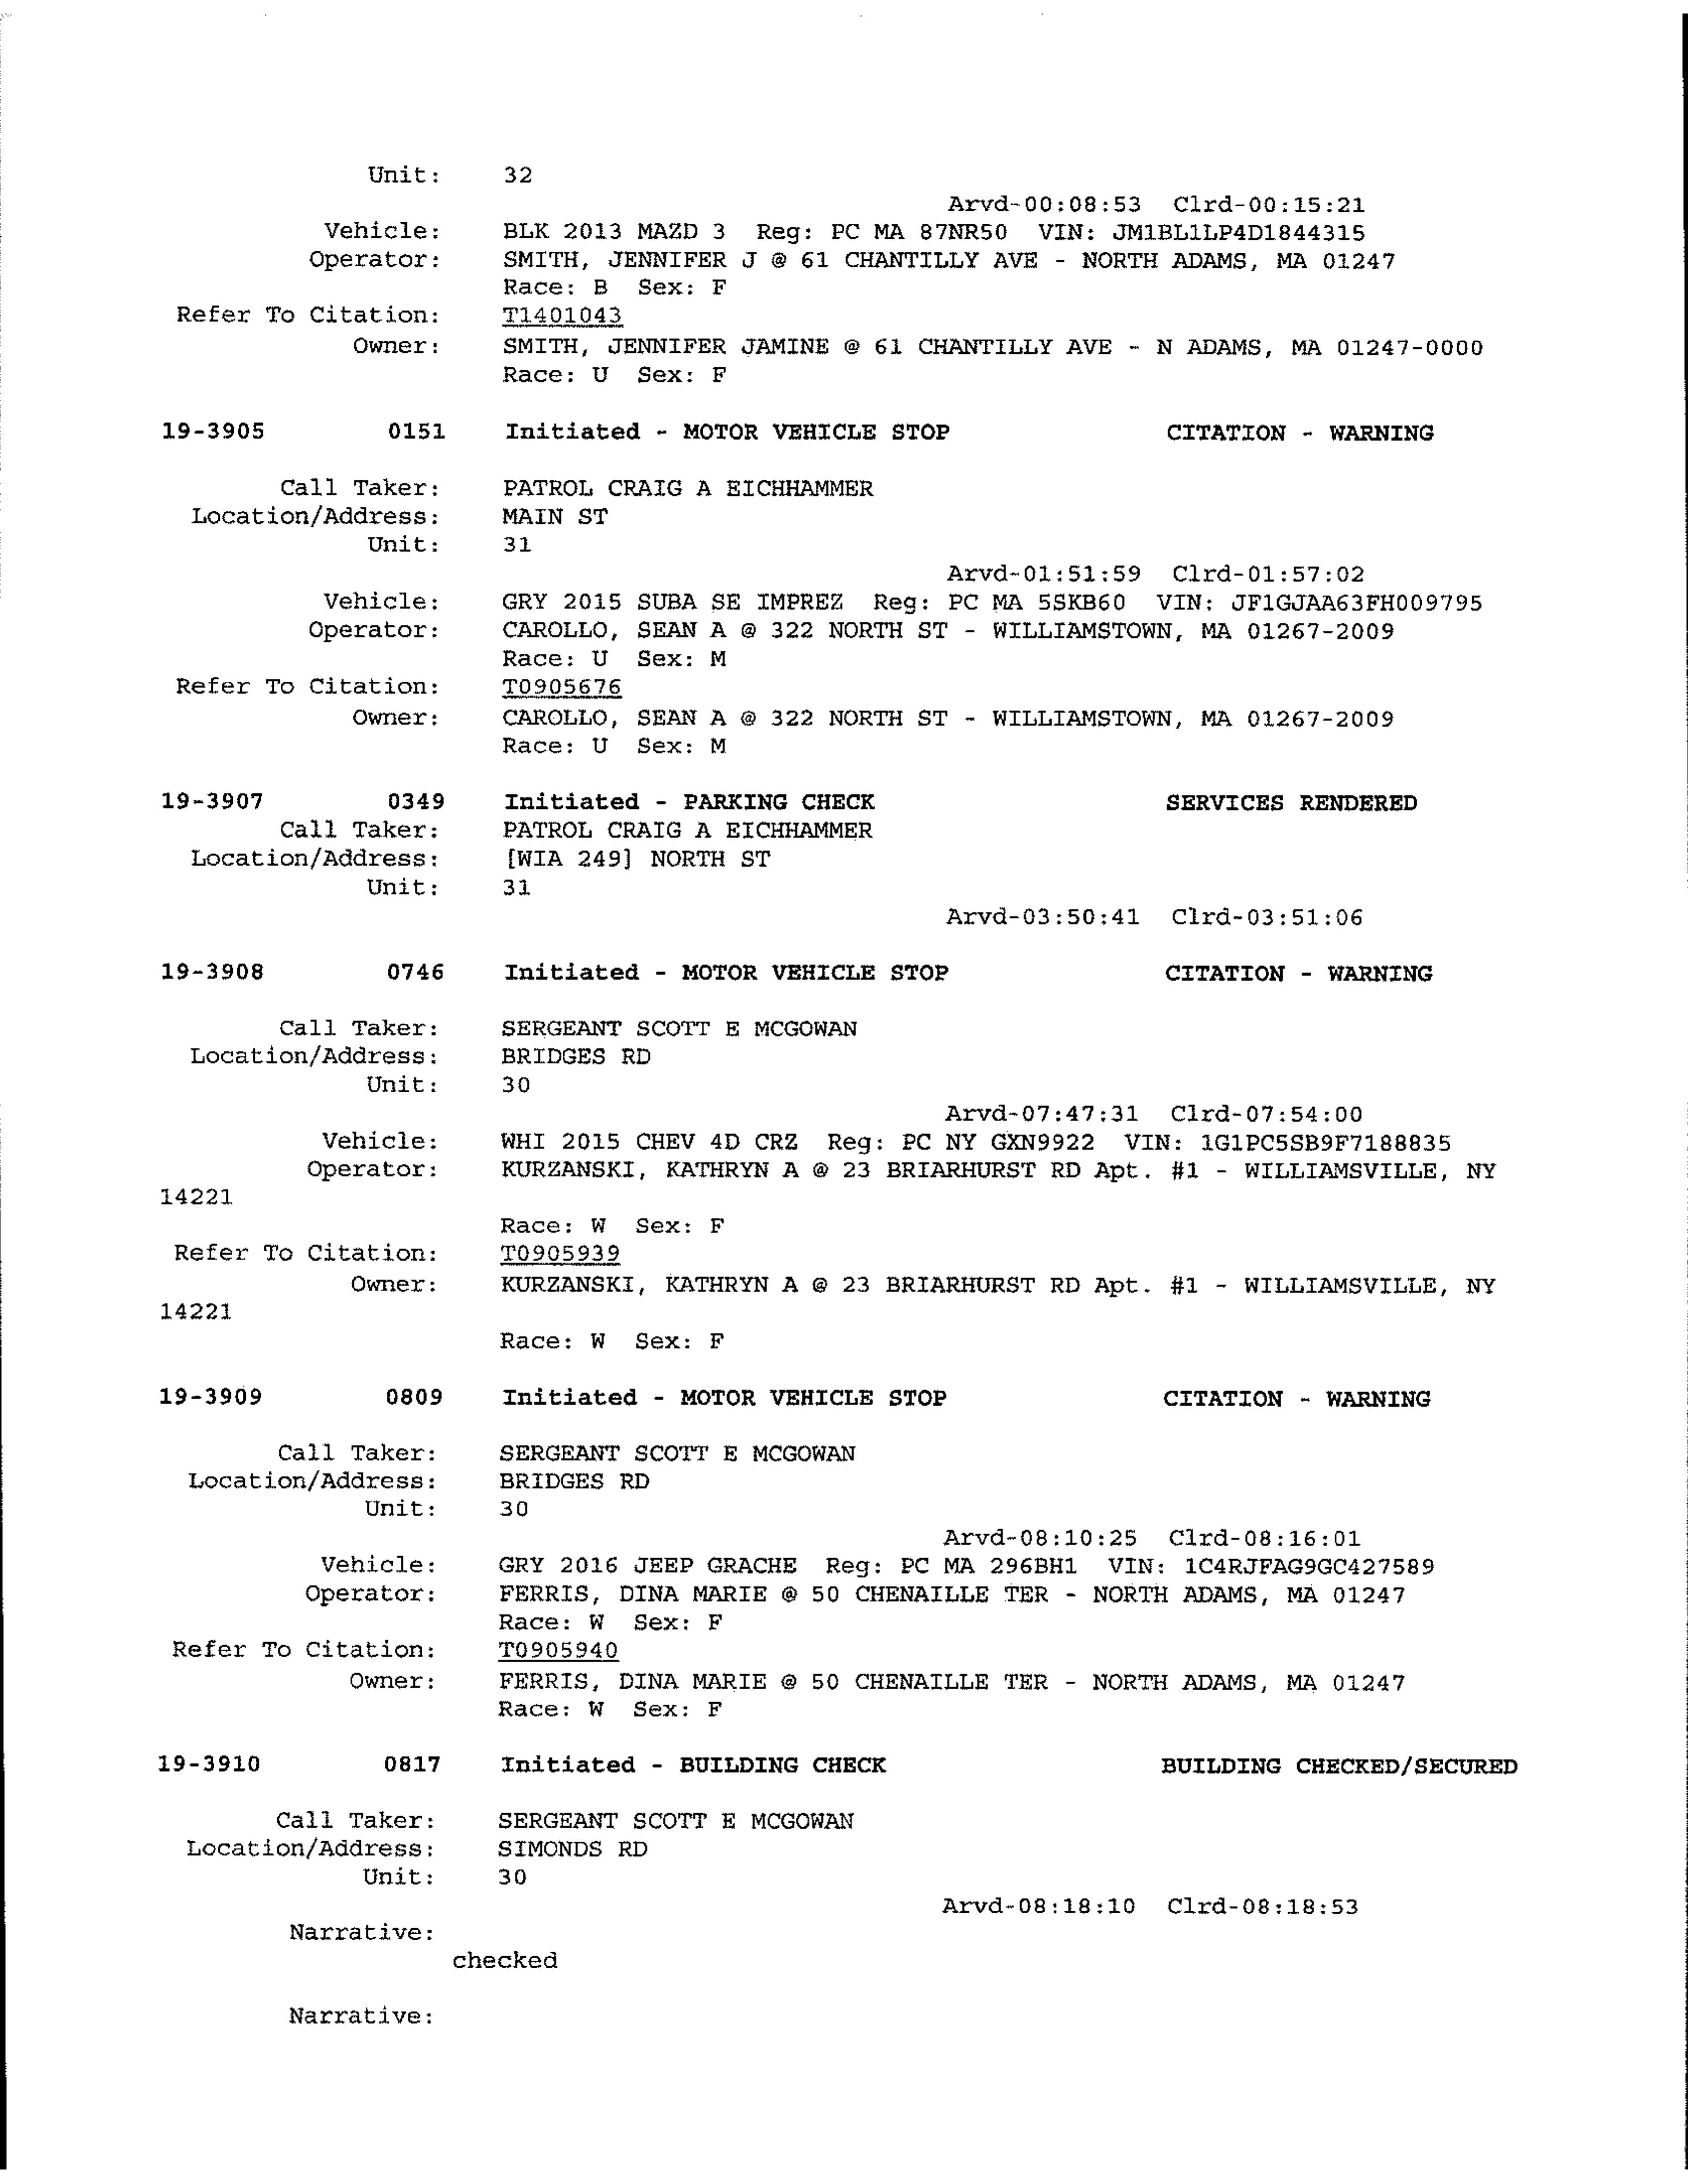 Unit: 32
Arvd-00:08:53 Clrd-00:15:21
Vehicle: BLK 2013 MAZD 3 Reg: PC MA 87NR50 VIN: JM1BL1LP4D1844315
Operator: SMITH, JENNIFER J @ 61 CHANTILLY AVE - NORTH ADAMS, MA 01247
Race: B Sex: F
Refer To Citation: T1401043
Owner: SMITH, JENNIFER JAMINE @ 61 CHANTILLY AVE - N ADAMS, MA 01247-0000
Race: U Sex: F
19-3905 0151 Initiated - MOTOR VEHICLE STOP CITATION - WARNING
Call Taker: PATROL CRAIG A EICHHAMMER
Location/Address: MAIN ST
Unit: 31
Arvd-01:51:59 Clrd-01:57:02
Vehicle: GRY 2015 SUBA SE IMPREZ Reg: PC MA 5SKB60 VIN: JF1GJAA63FH009795
Operator: CAROLLO, SEAN A @ 322 NORTH ST - WILLIAMSTOWN, MA 01267-2009
Race: U Sex: M
Refer To Citation: T0905676
Owner: CAROLLO, SEAN A @ 322 NORTH ST - WILLIAMSTOWN, MA 01267-2009
Race: U Sex: M
19-3907 0349 Initiated - PARKING CHECK SERVICES RENDERED
Call Taker: PATROL CRAIG A EICHHAMMER
Location/Address: [WIA 249] NORTH ST
Unit: 31
Arvd-03:50:41 Clrd-03:51:06
19-3908 0746 Initiated - MOTOR VEHICLE STOP CITATION - WARNING
Call Taker: SERGEANT SCOTT E MCGOWAN
Location/Address: BRIDGES RD
Unit: 30
Arvd-07:47:31 Clrd-07:54:00
Vehicle: WHI 2015 CHEV 4D CRZ Reg: PC NY GXN9922 VIN: 1G1PC5SB9F7188835
Operator: KURZANSKI, KATHRYN A @ 23 BRIARHURST RD Apt. #1 - WILLIAMSVILLE, NY
14221
Race: W Sex: F
Refer To Citation: T0905939
Owner: KURZANSKI, KATHRYN A @ 23 BRIARHURST RD Apt. #1 - WILLIAMSVILLE, NY
14221
Race: W Sex: F
19-3909 0809 Initiated - MOTOR VEHICLE STOP CITATION - WARNING
Call Taker: SERGEANT SCOTT E MCGOWAN
Location/Address: BRIDGES RD
Unit: 30
Arvd-08:10:25 Clrd-08:16:01
Vehicle: GRY 2016 JEEP GRACHE Reg: PC MA 296BH1 VIN: 1C4RJFAG9GC427589
Operator: FERRIS, DINA MARIE @ 50 CHENAILLE TER - NORTH ADAMS, MA 01247
Race: W Sex: F
Refer To Citation: T0905940
Owner: FERRIS, DINA MARIE @ 50 CHENAILLE TER - NORTH ADAMS, MA 01247
Race: W Sex: F
19-3910 0817 Initiated - BUILDING CHECK BUILDING CHECKED/SECURED
Call Taker: SERGEANT SCOTT E MCGOWAN
Location/Address: SIMONDS RD
Unit: 30
Arvd-08:18:10 Clrd-08:18:53
Narrative:
checked
Narrative: